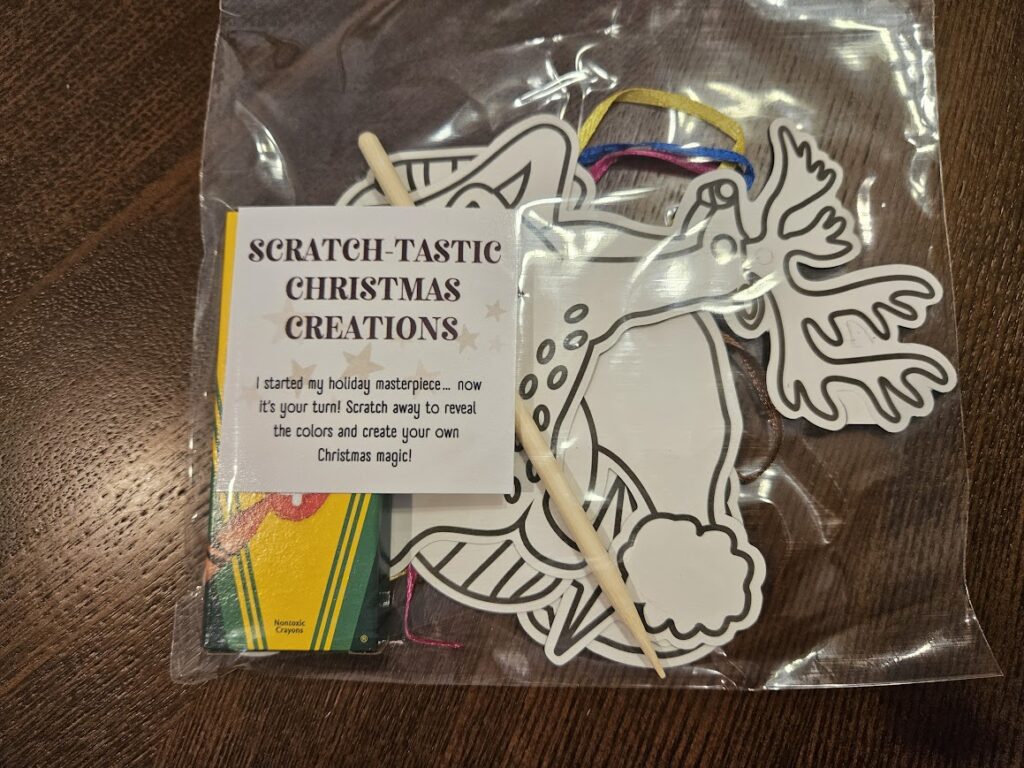 SCRATCH-TASTIC
CHRISTMAS
CREATIONS
I started my holiday masterpiece... now
it's your turn! Scratch away to reveal
the colors and create your own
Christmas magic!
Nontoxic
Crayons
®